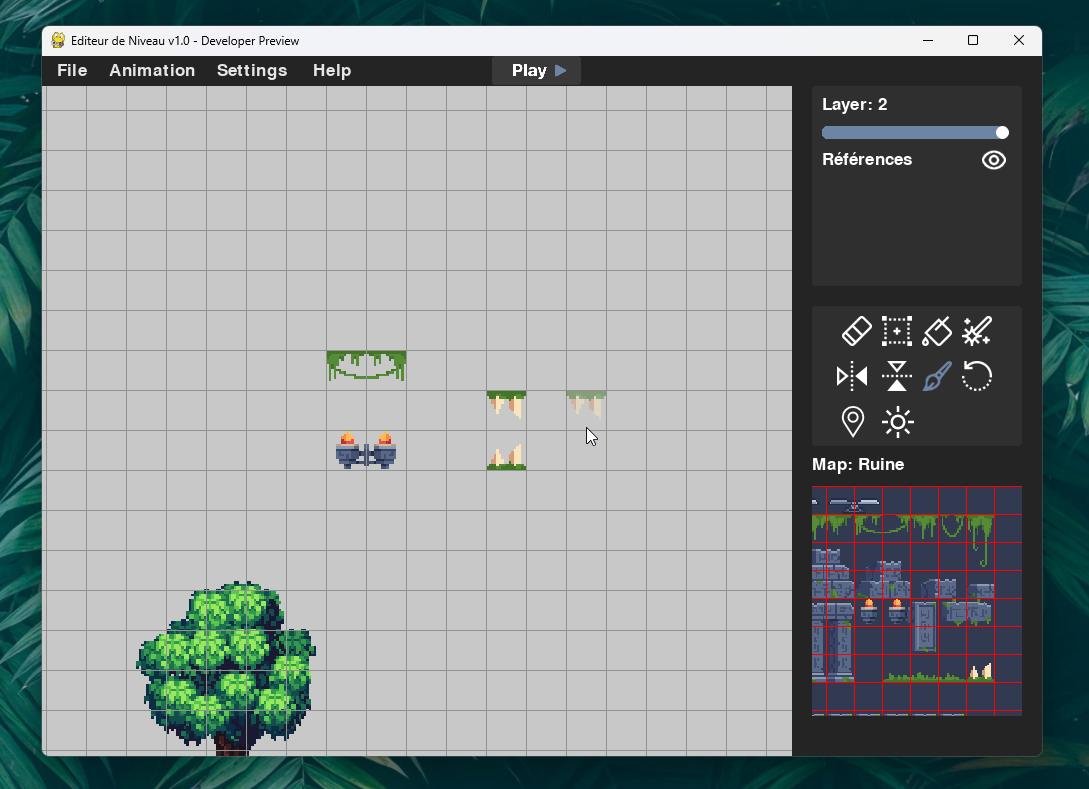 Editeur de Niveau v1.0 - Developer Preview
File Animation Settings Help Play
Layer: 2
Références
Map: Ruine